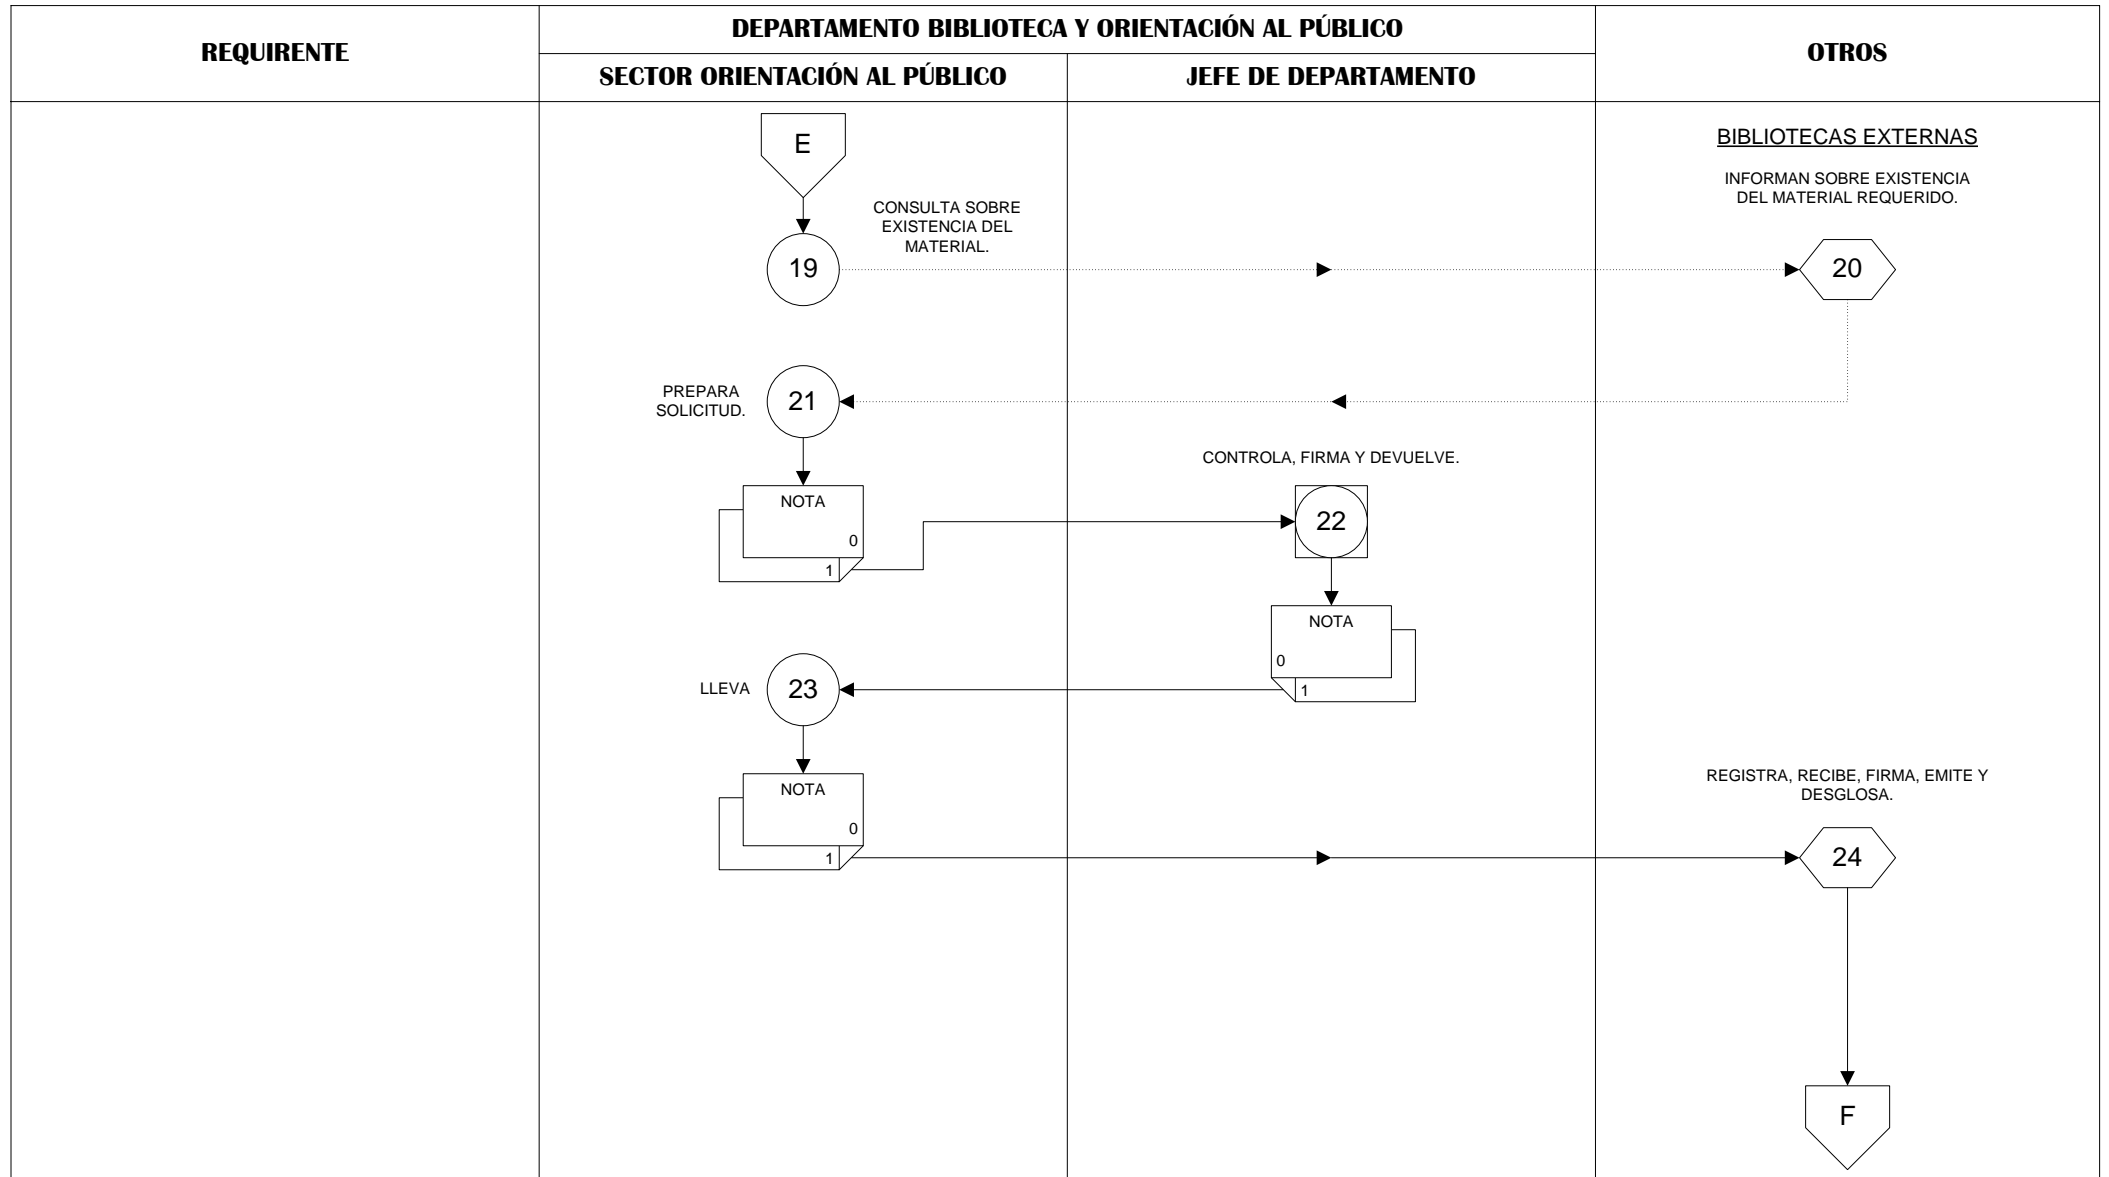 REQUIRENTE
DEPARTAMENTO BIBLIOTECA Y ORIENTACIÓN AL PÚBLICO
SECTOR ORIENTACIÓN AL PÚBLICO
JEFE DE DEPARTAMENTO
OTROS
E
BIBLIOTECAS EXTERNAS
INFORMAN SOBRE EXISTENCIA
DEL MATERIAL REQUERIDO.
CONSULTA SOBRE
EXISTENCIA DEL
MATERIAL.
19
20
PREPARA
SOLICITUD.
21
CONTROLA, FIRMA Y DEVUELVE.
NOTA
0
1
22
NOTA
0
1
LLEVA
23
NOTA
0
1
REGISTRA, RECIBE, FIRMA, EMITE Y
DESGLOSA.
24
F